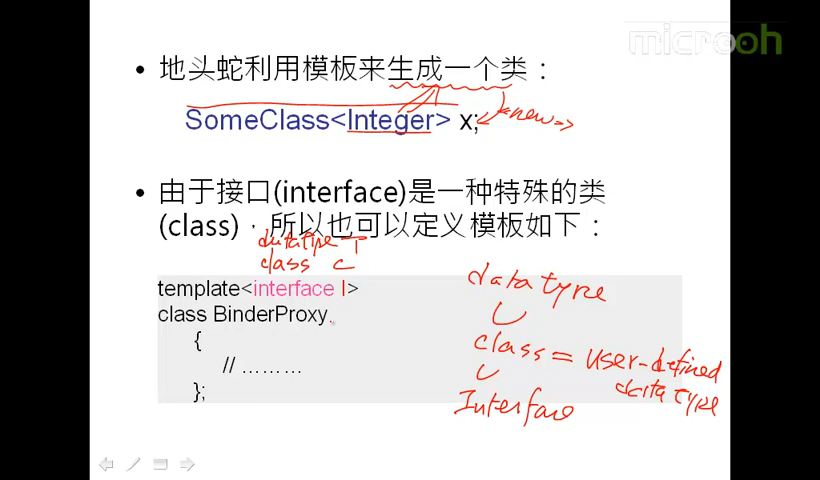 microoh
• 地头蛇利用模板来生成一个类：
SomeClass<Integer> x;
new
• 由于接口(interface)是一种特殊的类
(class)，所以也可以定义模板如下：
datatype T
class C
template<interface I>
class BinderProxy
{
// ………
};
data type
class = user-defined
data type
Interface